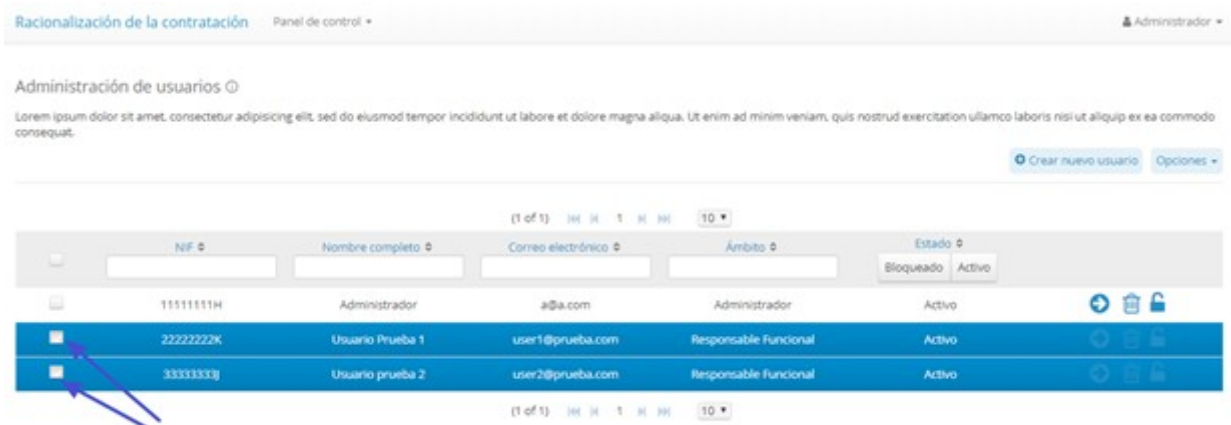 Racionalización de la contratación Panel de control Administrador
Administración de usuarios
Lorem ipsum dolor sit amet, consectetur adipisicing elit, sed do eiusmod tempor incididunt ut labore et dolore magna aliqua. Ut enim ad minim veniam, quis nostrud exercitation ullamco laboris nisi ut aliquip ex ea commodo
consequat.
Crear nuevo usuario Opciones
(1 of 1) 1 10
NIF Nombre completo Correo electrónico Ámbito Estado
Bloqueado Activo
11111111H Administrador a@a.com Administrador Activo
22222222K Usuario Prueba 1 user1@prueba.com Responsable Funcional Activo
33333333J Usuario prueba 2 user2@prueba.com Responsable Funcional Activo
(1 of 1) 1 10